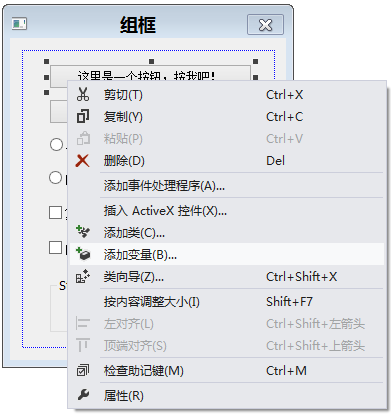 组框
这里是一个按钮，按我吧！
剪切(T) Ctrl+X
复制(Y) Ctrl+C
粘贴(P) Ctrl+V
删除(D) Del
添加事件处理程序(A)...
插入 ActiveX 控件(X)...
添加类(C)...
添加变量(B)...
类向导(Z)... Ctrl+Shift+X
按内容调整大小(I) Shift+F7
左对齐(L) Ctrl+Shift+左箭头
顶端对齐(S) Ctrl+Shift+上箭头
检查助记键(M) Ctrl+M
属性(R)